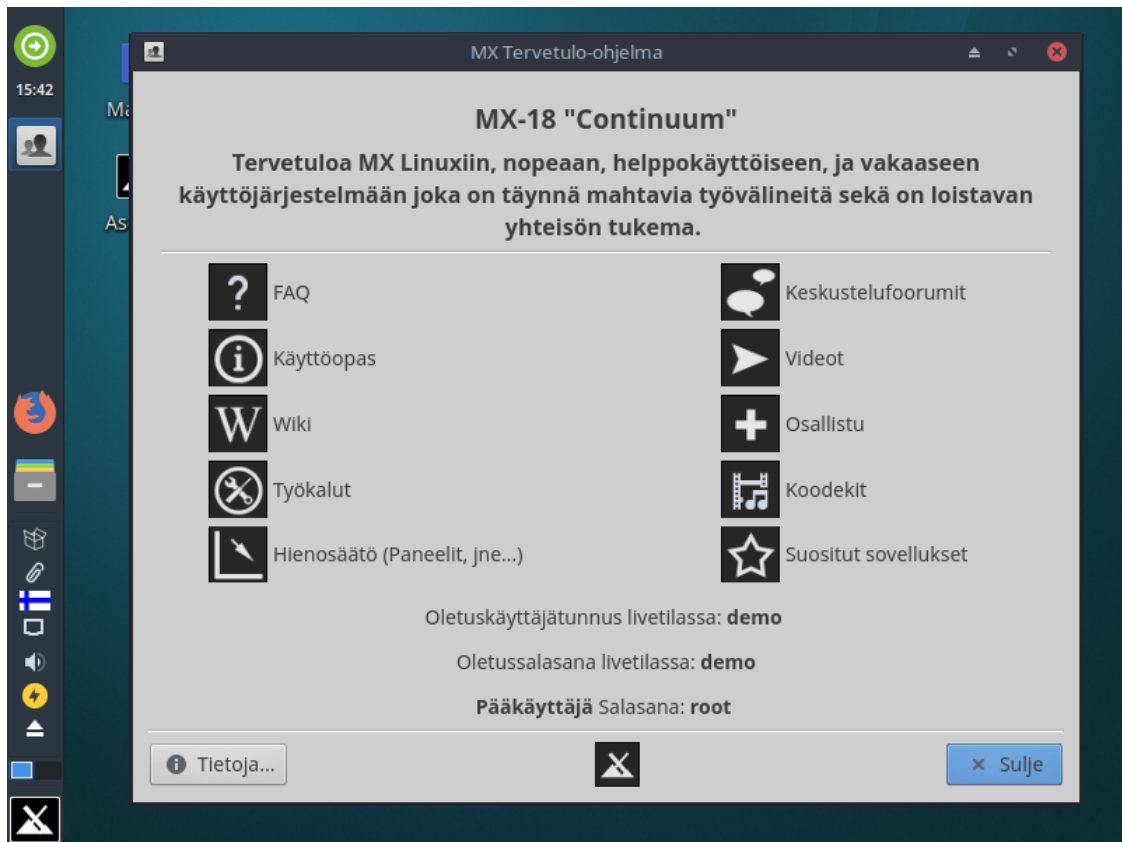 15:42
MX Tervetulo-ohjelma
MX-18 "Continuum"
Tervetuloa MX Linuxiin, nopeaan, helppokäyttöiseen, ja vakaaseen
käyttöjärjestelmään joka on täynnä mahtavia työvälineitä sekä on loistavan
yhteisön tukema.
FAQ
Keskustelufoorumit
Käyttöopas
Videot
Wiki
Osallistu
Työkalut
Koodekit
Hienosäätö (Paneelit, jne...)
Suositut sovellukset
Oletuskäyttäjätunnus livetilassa: demo
Oletussalasana livetilassa: demo
Pääkäyttäjä Salasana: root
Tietoja...
Sulje